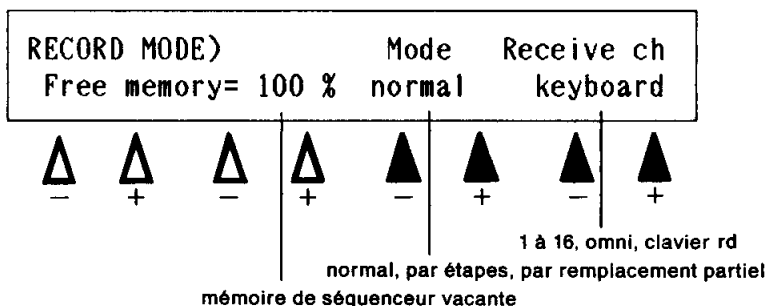 RECORD MODE) Mode Receive ch
Free memory= 100 % normal keyboard
− + − + − + − +
1 à 16, omni, clavier rd
normal, par étapes, par remplacement partiel
mémoire de séquenceur vacante